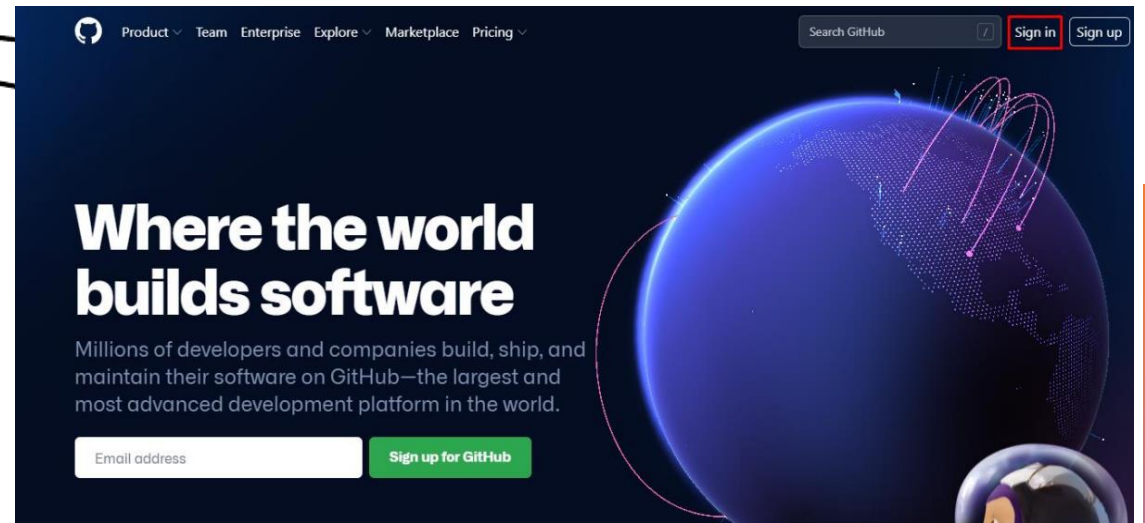 Product Team Enterprise Explore Marketplace Pricing Search GitHub / Sign in Sign up
Where the world
builds software
Millions of developers and companies build, ship, and
maintain their software on GitHub—the largest and
most advanced development platform in the world.
Email address Sign up for GitHub